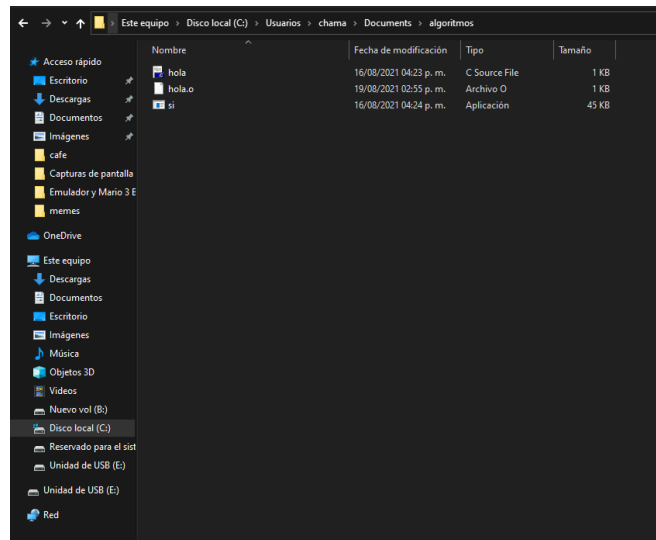 Este equipo > Disco local (C:) > Usuarios > chama > Documents > algoritmos
Nombre Fecha de modificación Tipo Tamaño
hola 16/08/2021 04:23 p. m. C Source File 1 KB
hola.o 19/08/2021 02:55 p. m. Archivo O 1 KB
si 16/08/2021 04:24 p. m. Aplicación 45 KB
Acceso rápido
Escritorio
Descargas
Documentos
Imágenes
cafe
Capturas de pantalla
Emulador y Mario 3 E
memes
OneDrive
Este equipo
Descargas
Documentos
Escritorio
Imágenes
Música
Objetos 3D
Videos
Nuevo vol (B:)
Disco local (C:)
Reservado para el sist
Unidad de USB (E:)
Unidad de USB (E:)
Red